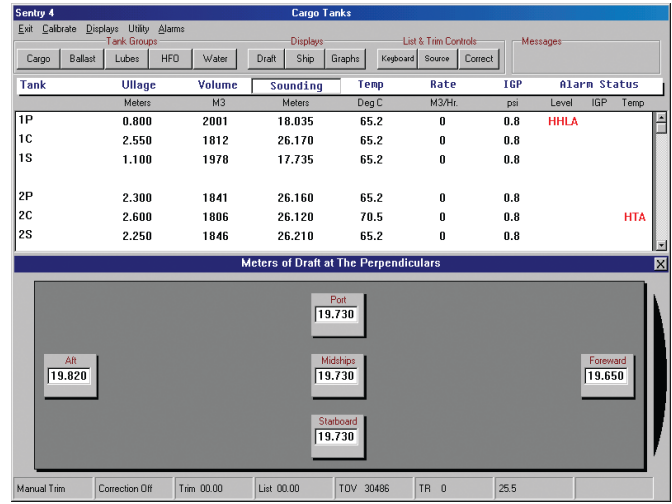 Sentry 4 Cargo Tanks
Exit Calibrate Displays Utility Alarms
Tank Groups Displays List & Trim Controls Messages
Cargo Ballast Lubes HFO Water Draft Ship Graphs Keyboard Source Correct
Tank Ullage Volume Sounding Temp Rate IGP Alarm Status
Meters M3 Meters Deg C M3/Hr. psi Level IGP Temp
1P 0.800 2001 18.035 65.2 0 0.8 HHLA
1C 2.550 1812 26.170 65.2 0 0.8
1S 1.100 1978 17.735 65.2 0 0.8
2P 2.300 1841 26.160 65.2 0 0.8
2C 2.600 1806 26.120 70.5 0 0.8 HTA
2S 2.250 1846 26.210 65.2 0 0.8
Meters of Draft at The Perpendiculars
Port
19.730
Aft Midships Foreward
19.820 19.730 19.650
Starboard
19.730
Manual Trim Correction Off Trim 00.00 List 00.00 TOV 30486 TR 0 25.5